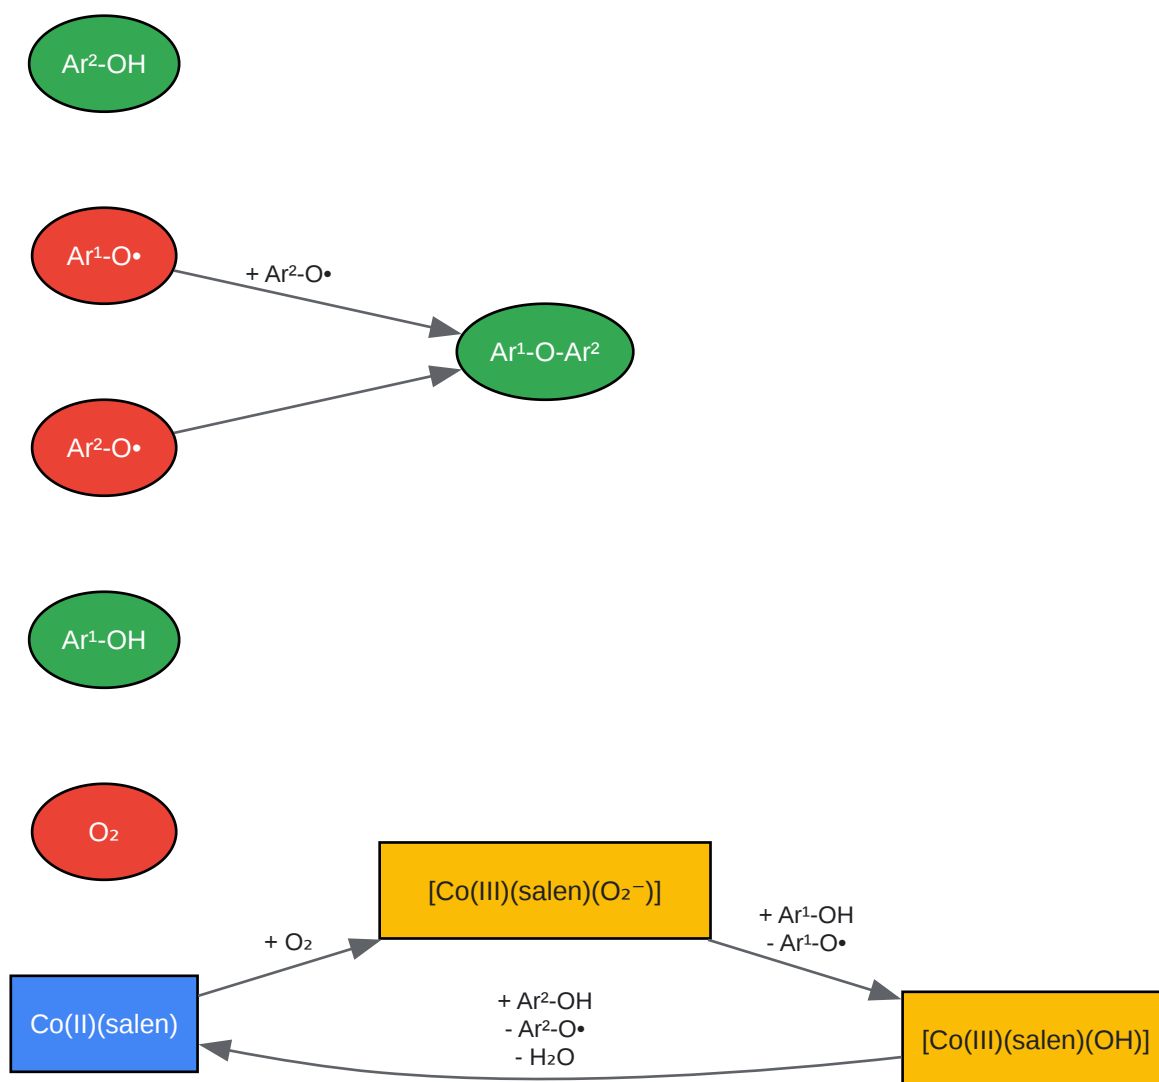 Ar²-OH
Ar¹-O•
+ Ar²-O•
Ar¹-O-Ar²
Ar²-O•
Ar¹-OH
O₂
[Co(III)(salen)(O₂⁻)]
+ Ar¹-OH
- Ar¹-O•
+ O₂
Co(II)(salen)
+ Ar²-OH
- Ar²-O•
- H₂O
[Co(III)(salen)(OH)]